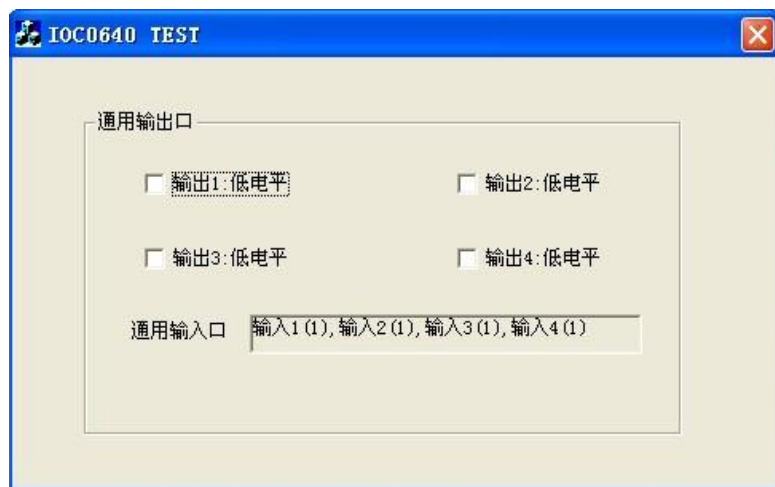 IOC0640 TEST
通用输出口
输出1:低电平
输出2:低电平
输出3:低电平
输出4:低电平
通用输入口
输入1(1),输入2(1),输入3(1),输入4(1)